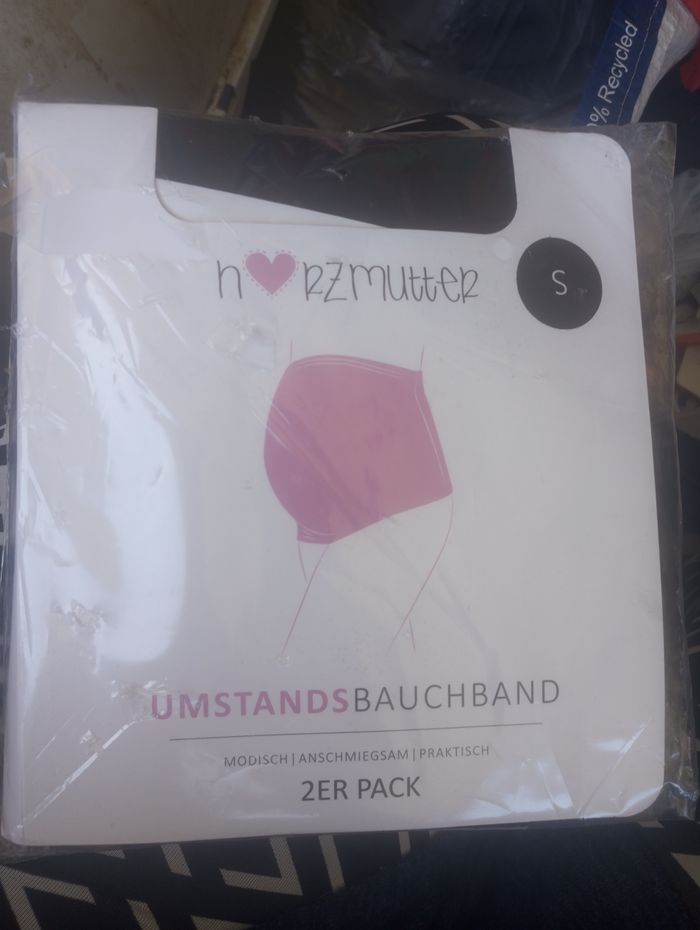 % Recycled
h♥rzmutter
S
UMSTANDSBAUCHBAND
MODISCH|ANSCHMIEGSAM|PRAKTISCH
2ER PACK